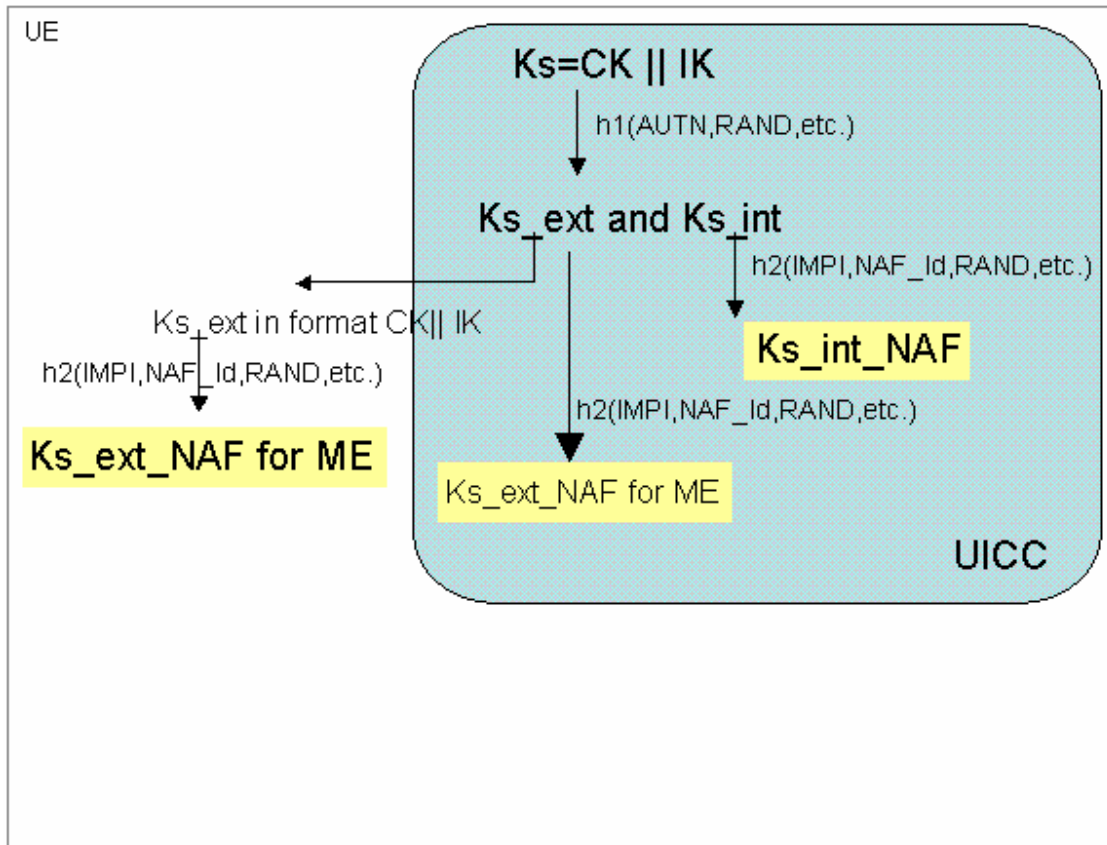 UE
Ks=CK || IK
h1(AUTN,RAND,etc.)
Ks_ext and Ks_int
h2(IMPI,NAF_Id,RAND,etc.)
Ks_ext in format CK|| IK
Ks_int_NAF
h2(IMPI,NAF_Id,RAND,etc.)
h2(IMPI,NAF_Id,RAND,etc.)
Ks_ext_NAF for ME
Ks_ext_NAF for ME
UICC